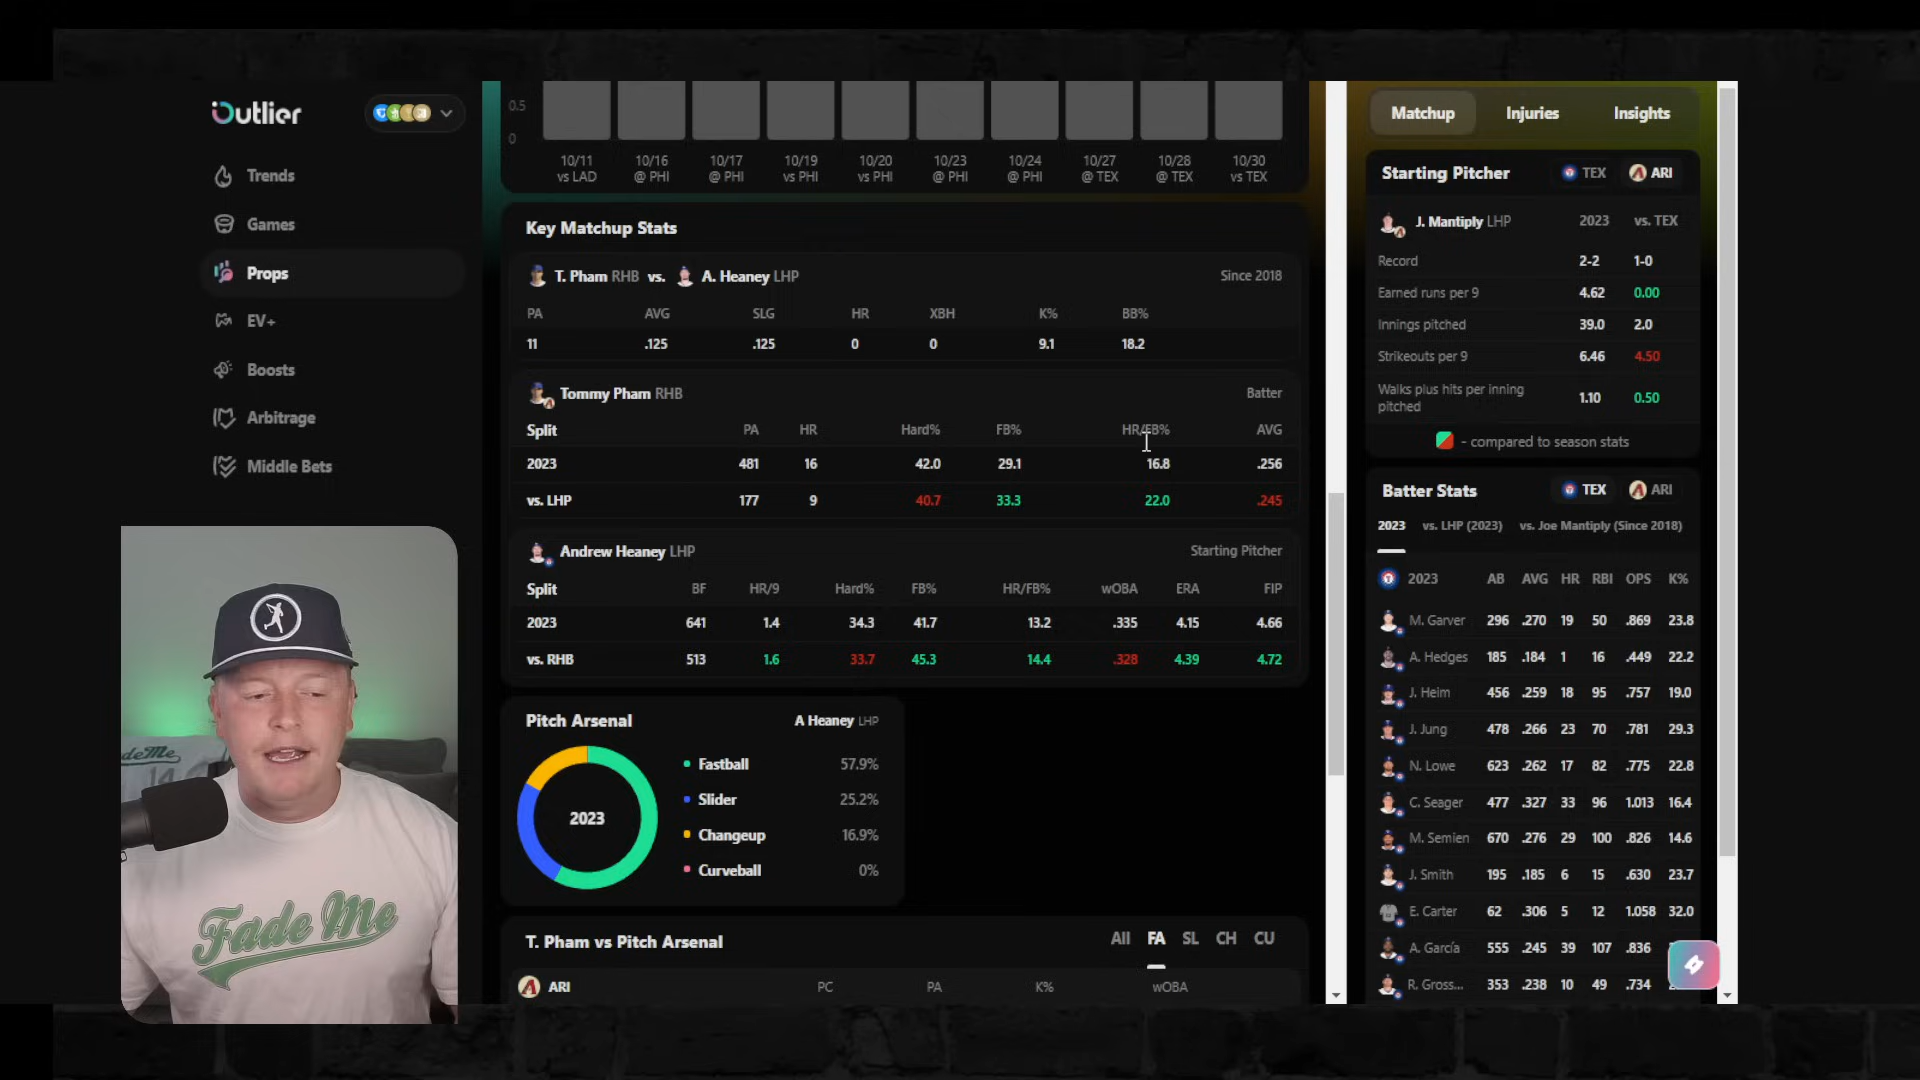 Outlier
Trends
Games
Props
EV+
Boosts
Arbitrage
Middle Bets
0.5
0
10/11 10/16 10/17 10/19 10/20 10/23 10/24 10/27 10/28 10/30
vs LAD @ PHI @ PHI vs PHI vs PHI @ PHI @ PHI @ TEX @ TEX vs TEX
Key Matchup Stats
T. Pham RHB vs. A. Heaney LHP Since 2018
PA AVG SLG HR XBH K% BB%
11 .125 .125 0 0 9.1 18.2
Tommy Pham RHB Batter
Split PA HR Hard% FB% HR/FB% AVG
2023 481 16 42.0 29.1 16.8 .256
vs. LHP 177 9 40.7 33.3 22.0 .245
Andrew Heaney LHP Starting Pitcher
Split BF HR/9 Hard% FB% HR/FB% wOBA ERA FIP
2023 641 1.4 34.3 41.7 13.2 .335 4.15 4.66
vs. RHB 513 1.6 33.7 45.3 14.4 .328 4.39 4.72
Pitch Arsenal A Heaney LHP
2023
Fastball 57.9%
Slider 25.2%
Changeup 16.9%
Curveball 0%
T. Pham vs Pitch Arsenal All FA SL CH CU
ARI PC PA K% wOBA
Matchup Injuries Insights
Starting Pitcher TEX ARI
J. Mantiply LHP 2023 vs. TEX
Record 2-2 1-0
Earned runs per 9 4.62 0.00
Innings pitched 39.0 2.0
Strikeouts per 9 6.46 4.50
Walks plus hits per inning
pitched 1.10 0.50
- compared to season stats
Batter Stats TEX ARI
2023 vs. LHP (2023) vs. Joe Mantiply (Since 2018)
2023 AB AVG HR RBI OPS K%
M. Garver 296 .270 19 50 .869 23.8
A. Hedges 185 .184 1 16 .449 22.2
J. Heim 456 .259 18 95 .757 19.0
J. Jung 478 .266 23 70 .781 29.3
N. Lowe 623 .262 17 82 .775 22.8
C. Seager 477 .327 33 96 1.013 16.4
M. Semien 670 .276 29 100 .826 14.6
J. Smith 195 .185 6 15 .630 23.7
E. Carter 62 .306 5 12 1.058 32.0
A. García 555 .245 39 107 .836
R. Gross... 353 .238 10 49 .734
deMe
14
Fade Me